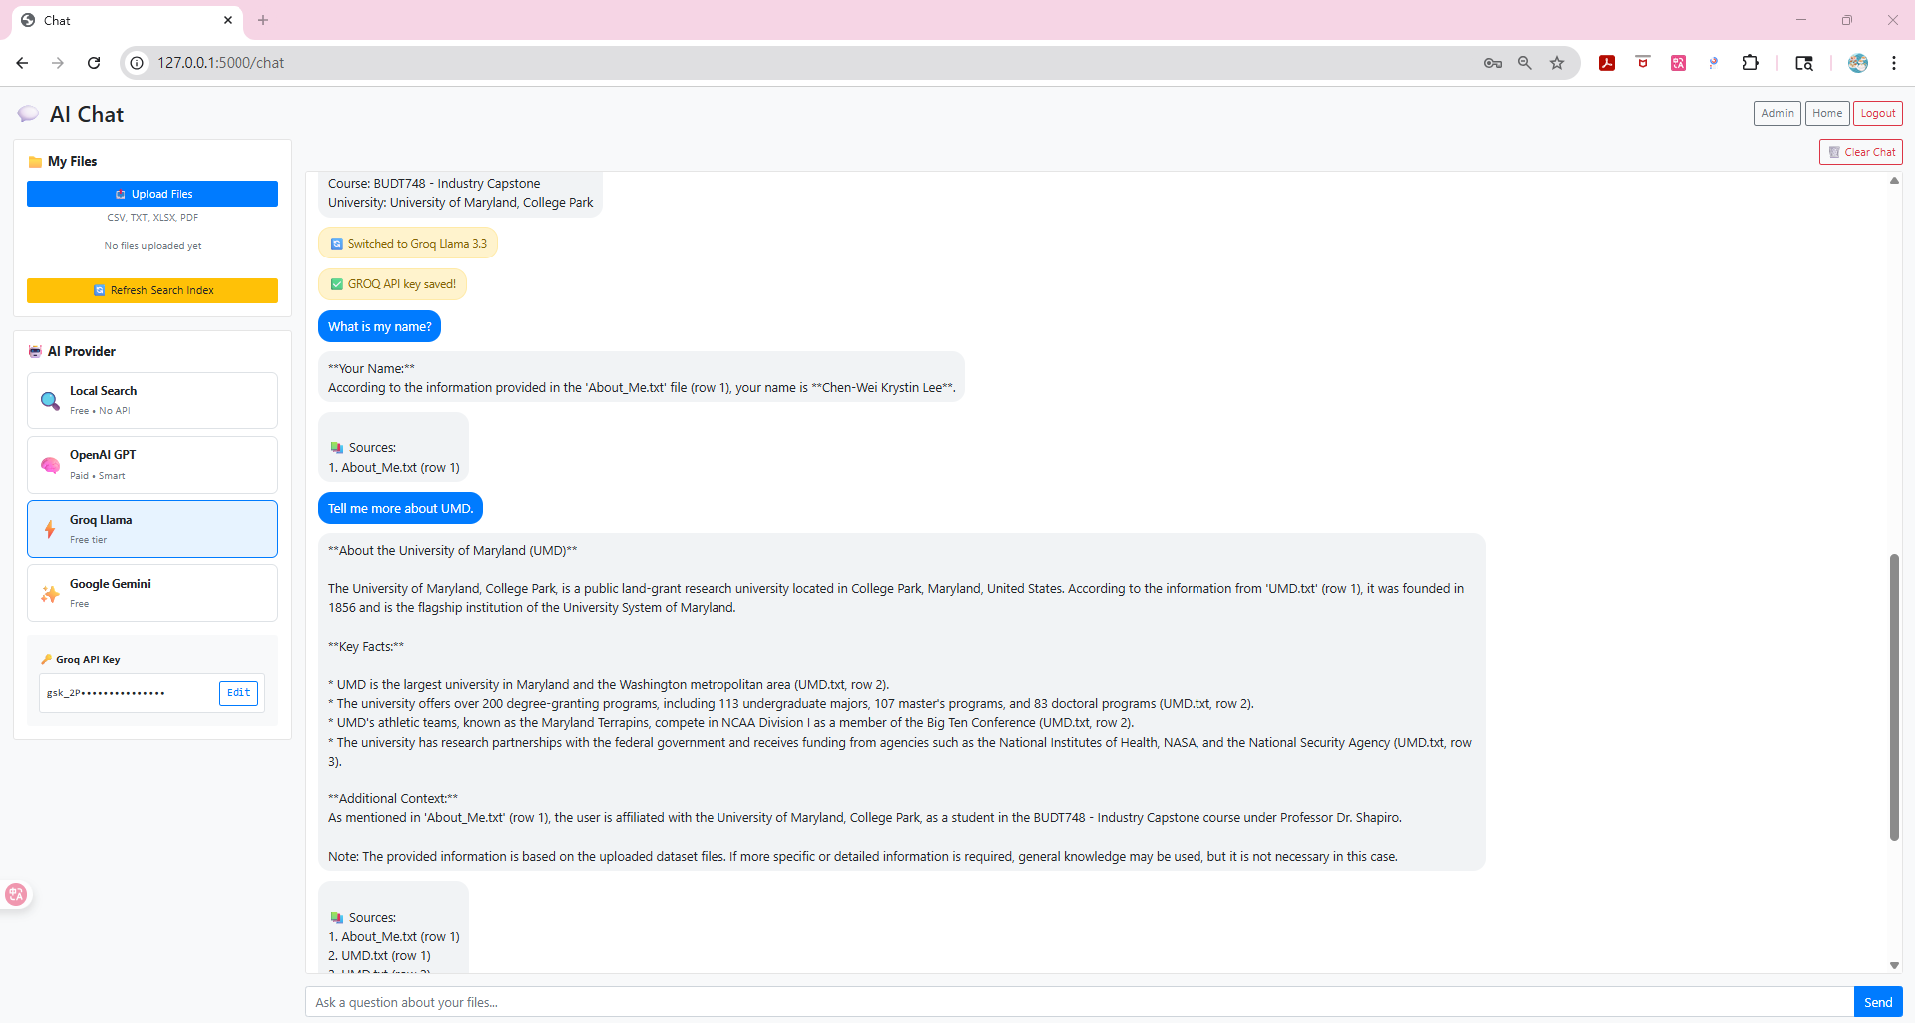 Chat
127.0.0.1:5000/chat
AI Chat
Admin
Home
Logout
My Files
Upload Files
CSV, TXT, XLSX, PDF
No files uploaded yet
Refresh Search Index
AI Provider
Local Search
Free • No API
OpenAI GPT
Paid • Smart
Groq Llama
Free tier
Google Gemini
Free
Groq API Key
gsk_2P•••••••••••••••
Edit
Clear Chat
Course: BUDT748 - Industry Capstone
University: University of Maryland, College Park
Switched to Groq Llama 3.3
GROQ API key saved!
What is my name?
**Your Name:**
According to the information provided in the 'About_Me.txt' file (row 1), your name is **Chen-Wei Krystin Lee**.
Sources:
1. About_Me.txt (row 1)
Tell me more about UMD.
**About the University of Maryland (UMD)**
The University of Maryland, College Park, is a public land-grant research university located in College Park, Maryland, United States. According to the information from 'UMD.txt' (row 1), it was founded in
1856 and is the flagship institution of the University System of Maryland.
**Key Facts:**
* UMD is the largest university in Maryland and the Washington metropolitan area (UMD.txt, row 2).
* The university offers over 200 degree-granting programs, including 113 undergraduate majors, 107 master's programs, and 83 doctoral programs (UMD.txt, row 2).
* UMD's athletic teams, known as the Maryland Terrapins, compete in NCAA Division I as a member of the Big Ten Conference (UMD.txt, row 2).
* The university has research partnerships with the federal government and receives funding from agencies such as the National Institutes of Health, NASA, and the National Security Agency (UMD.txt, row
3).
**Additional Context:**
As mentioned in 'About_Me.txt' (row 1), the user is affiliated with the University of Maryland, College Park, as a student in the BUDT748 - Industry Capstone course under Professor Dr. Shapiro.
Note: The provided information is based on the uploaded dataset files. If more specific or detailed information is required, general knowledge may be used, but it is not necessary in this case.
Sources:
1. About_Me.txt (row 1)
2. UMD.txt (row 1)
Ask a question about your files...
Send